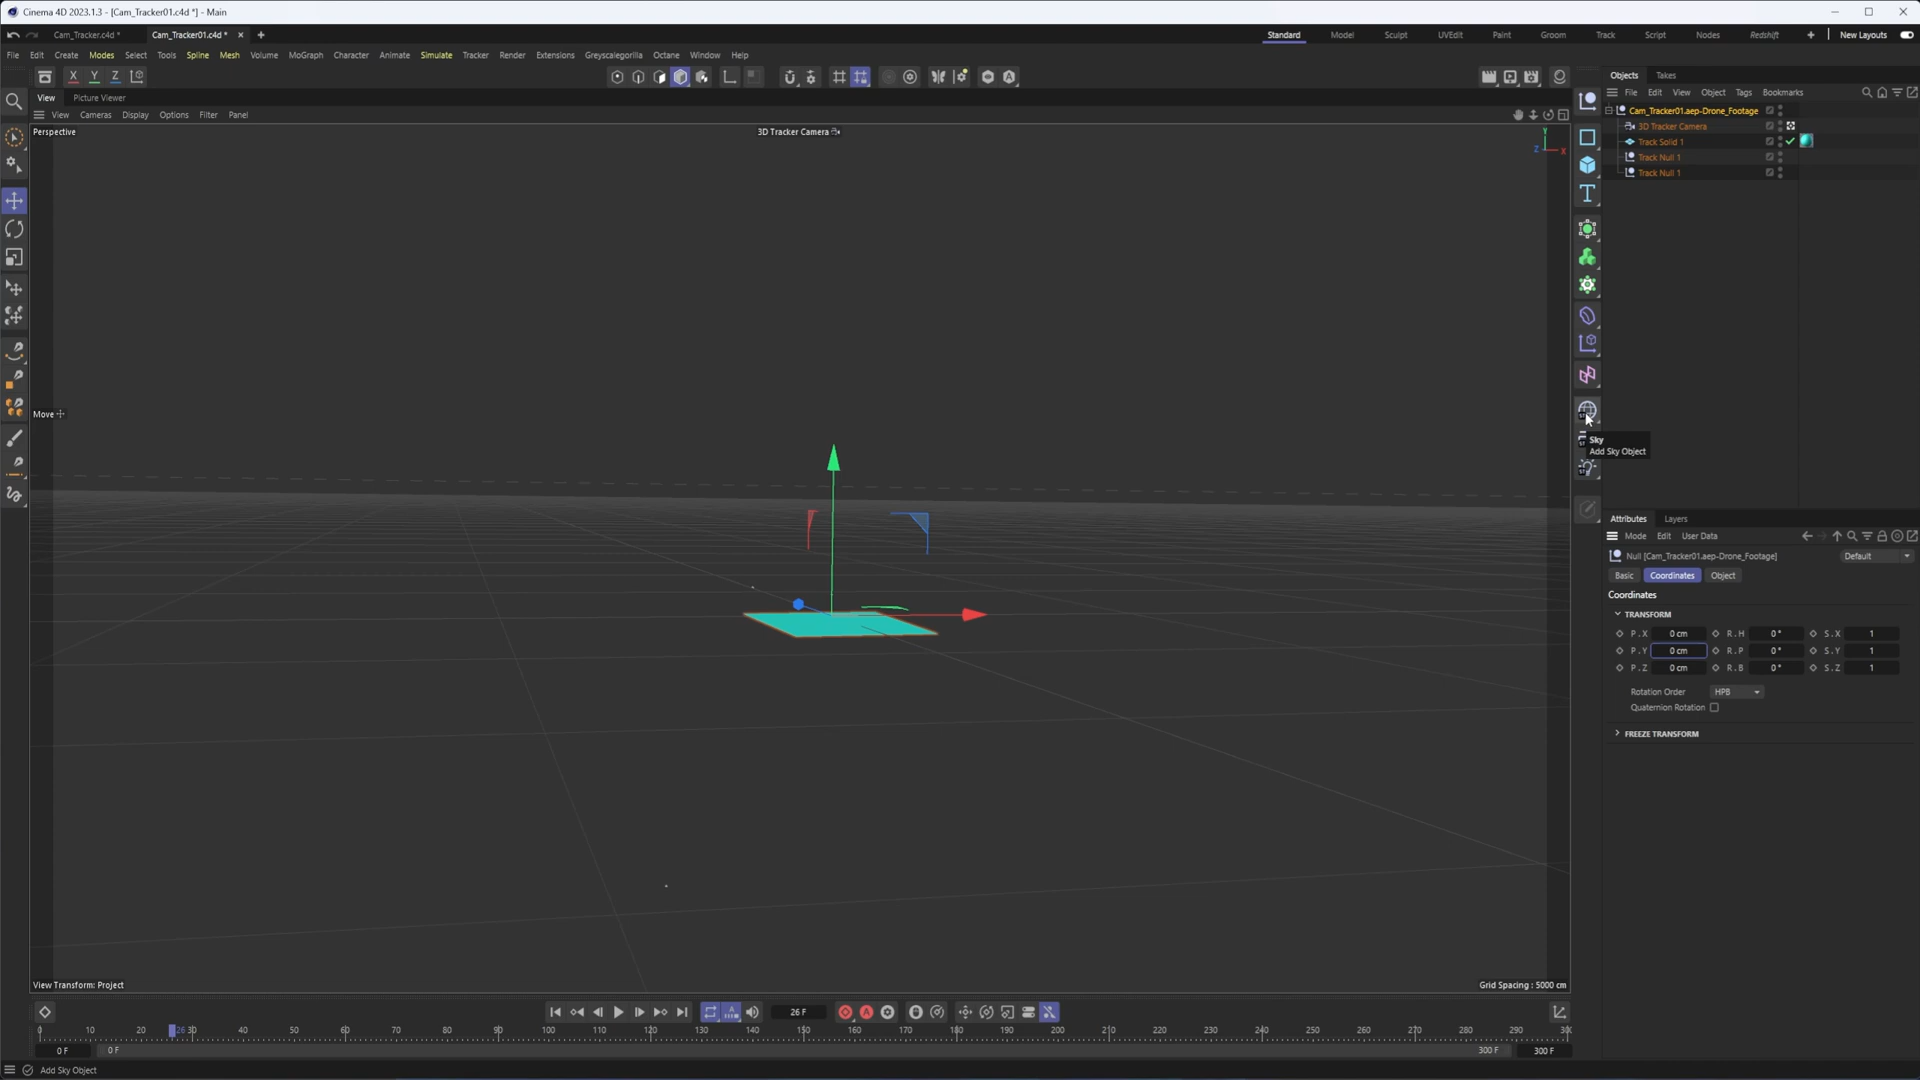 Cinema 4D 2023.1.3 - [Cam_Tracker01.c4d *] - Main
Cam_Tracker.c4d *
Cam_Tracker01.c4d *
Standard Model Sculpt UVEdit Paint Groom Track Script Nodes Redshift New Layouts
File Edit Create Modes Select Tools Spline Mesh Volume MoGraph Character Animate Simulate Tracker Render Extensions Greyscalegorilla Octane Window Help
X Y Z
View Picture Viewer
View Cameras Display Options Filter Panel
Perspective
3D Tracker Camera
Y
Z X
Move
View Transform: Project
Grid Spacing : 5000 cm
Sky
Add Sky Object
Objects Takes
File Edit View Object Tags Bookmarks
Cam_Tracker01.aep-Drone_Footage
3D Tracker Camera
Track Solid 1
Track Null 1
Track Null 1
Attributes Layers
Mode Edit User Data
Null [Cam_Tracker01.aep-Drone_Footage]
Default
Basic Coordinates Object
Coordinates
TRANSFORM
P . X 0 cm R . H 0 ° S . X 1
P . Y 0 cm R . P 0 ° S . Y 1
P . Z 0 cm R . B 0 ° S . Z 1
Rotation Order HPB
Quaternion Rotation
FREEZE TRANSFORM
26 F
0 10 20 26 30 40 50 60 70 80 90 100 110 120 130 140 150 160 170 180 190 200 210 220 230 240 250 260 270 280 290
0 F 0 F 300 F 300 F
Add Sky Object